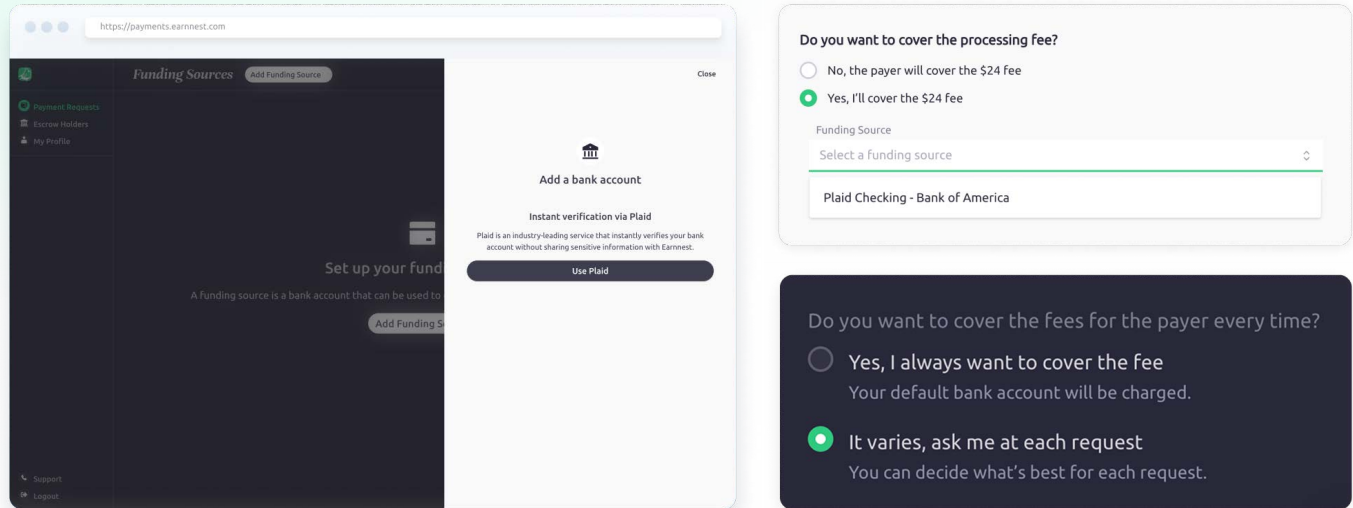 https://payments.earnnest.com
Funding Sources
Add Funding Source
Close
Payment Requests
Escrow Holders
My Profile
Add a bank account
Instant verification via Plaid
Plaid is an industry-leading service that instantly verifies your bank
account without sharing sensitive information with Earnnest.
Use Plaid
Set up your fund
A funding source is a bank account that can be used to
Add Funding S
Support
Logout
Do you want to cover the processing fee?
No, the payer will cover the $24 fee
Yes, I'll cover the $24 fee
Funding Source
Select a funding source
Plaid Checking - Bank of America
Do you want to cover the fees for the payer every time?
Yes, I always want to cover the fee
Your default bank account will be charged.
It varies, ask me at each request
You can decide what's best for each request.